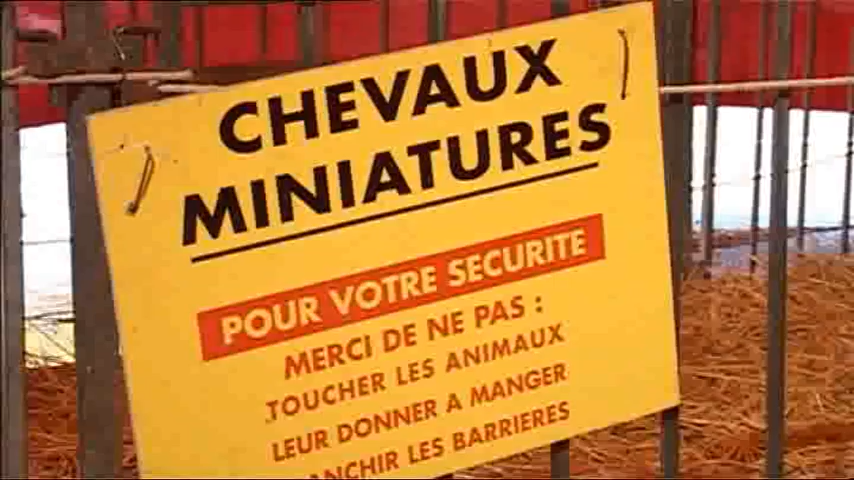 CHEVAUX
MINIATURES
POUR VOTRE SECURITE
MERCI DE NE PAS :
TOUCHER LES ANIMAUX
LEUR DONNER A MANGER
LES BARRIERES